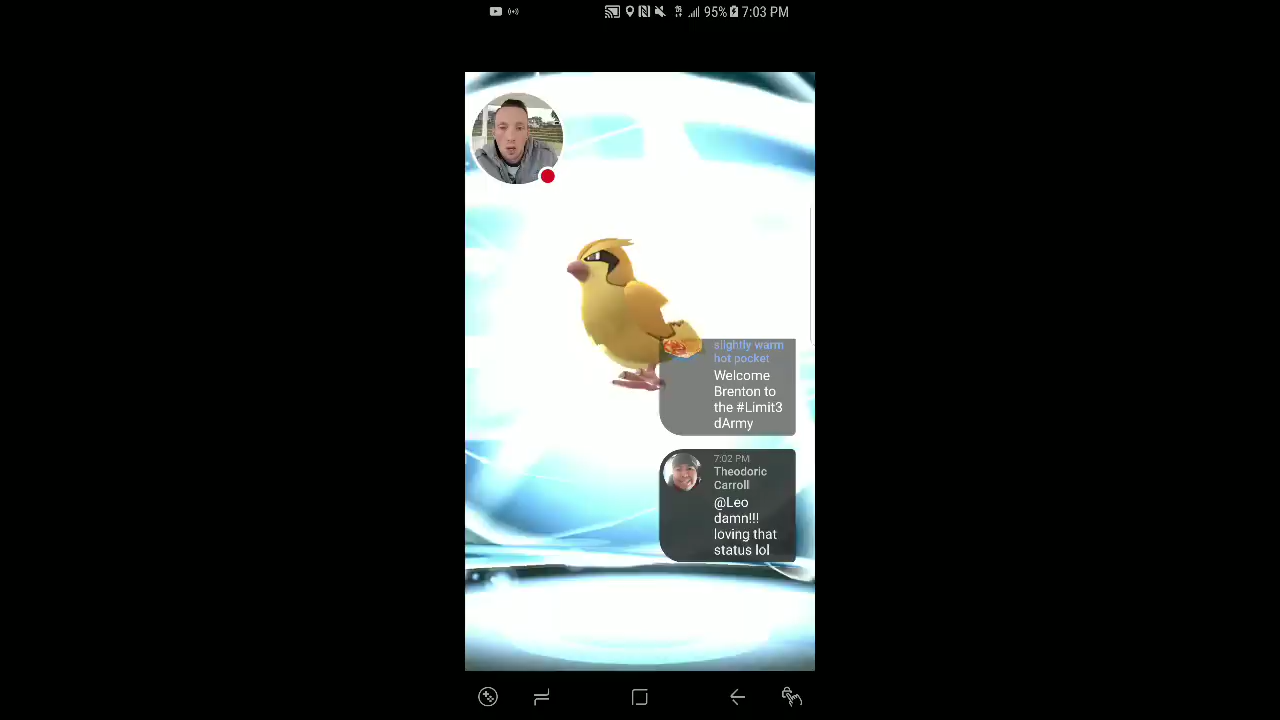 95% 7:03 PM
slightly warm
hot pocket
Welcome
Brenton to
the #Limit3
dArmy
7:02 PM
Theodoric
Carroll
@Leo
damn!!!
loving that
status lol